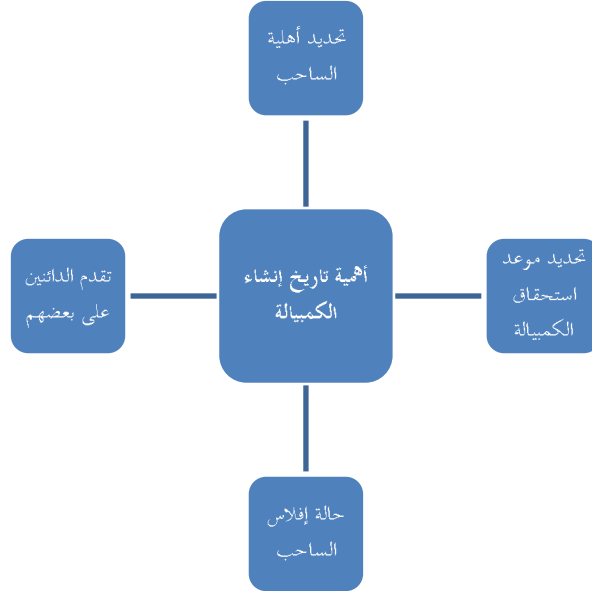 تحديد أهلية
الساحب
أهمية تاريخ إنشاء
الكمبيالة
تحديد موعد
استحقاق
الكمبيالة
تقدم الدائنين
على بعضهم
حالة إفلاس
الساحب